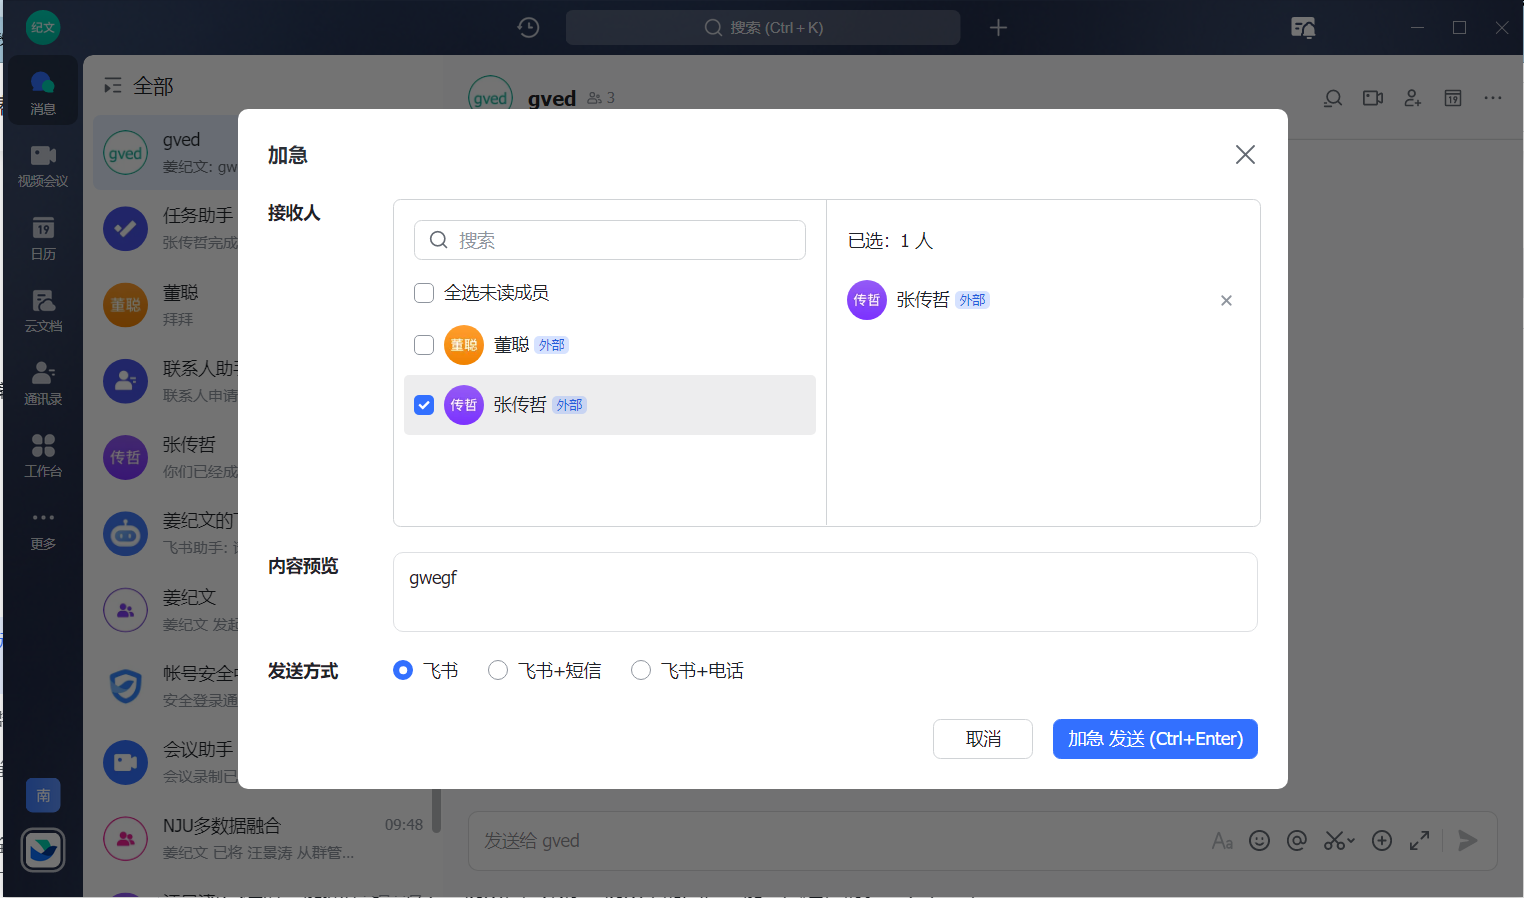 纪文
搜索 (Ctrl+K)
消息
视频会议
19
日历
云文档
通讯录
工作台
更多
南
全部
gved
gved
姜纪文: gw
任务助手
张传哲完成
董聪
董聪
拜拜
联系人助手
联系人申请
传哲
张传哲
你们已经成
姜纪文的
飞书助手:
姜纪文
姜纪文 发起
帐号安全中
安全登录通
会议助手
会议录制已
NJU多数据融合
09:48
姜纪文 已将 汪景涛 从群管...
gved
gved
3
19
加急
接收人
搜索
全选未读成员
董聪
董聪
外部
传哲
张传哲
外部
已选：1 人
传哲
张传哲
外部
内容预览
gwegf
发送方式
飞书
飞书+短信
飞书+电话
取消
加急 发送 (Ctrl+Enter)
发送给 gved
Aa